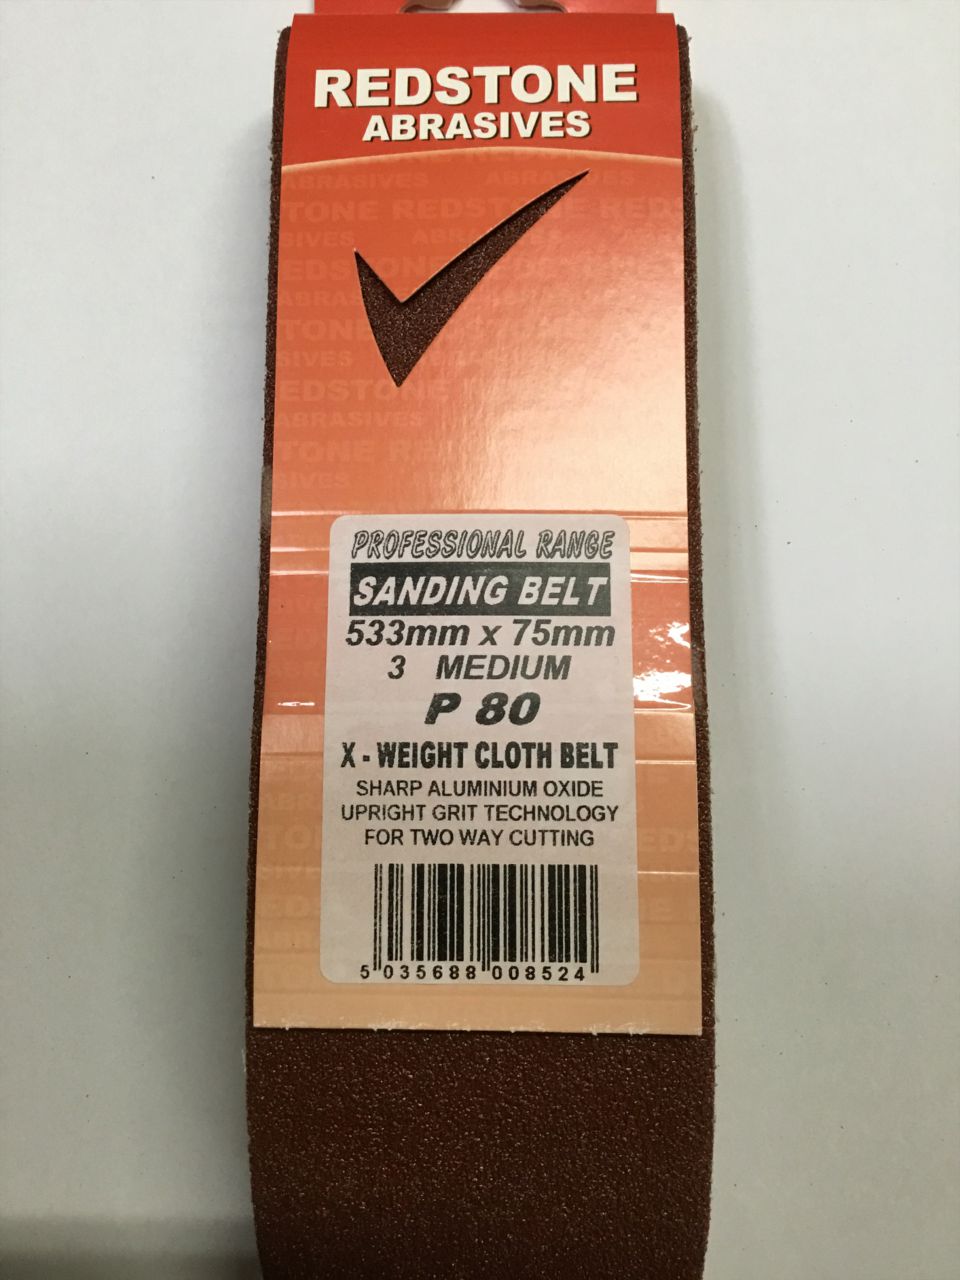 REDSTONE
ABRASIVES
PROFESSIONAL RANGE
SANDING BELT
533mm x 75mm
3 MEDIUM
P 80
X - WEIGHT CLOTH BELT
SHARP ALUMINIUM OXIDE
UPRIGHT GRIT TECHNOLOGY
FOR TWO WAY CUTTING
5 035688 008524